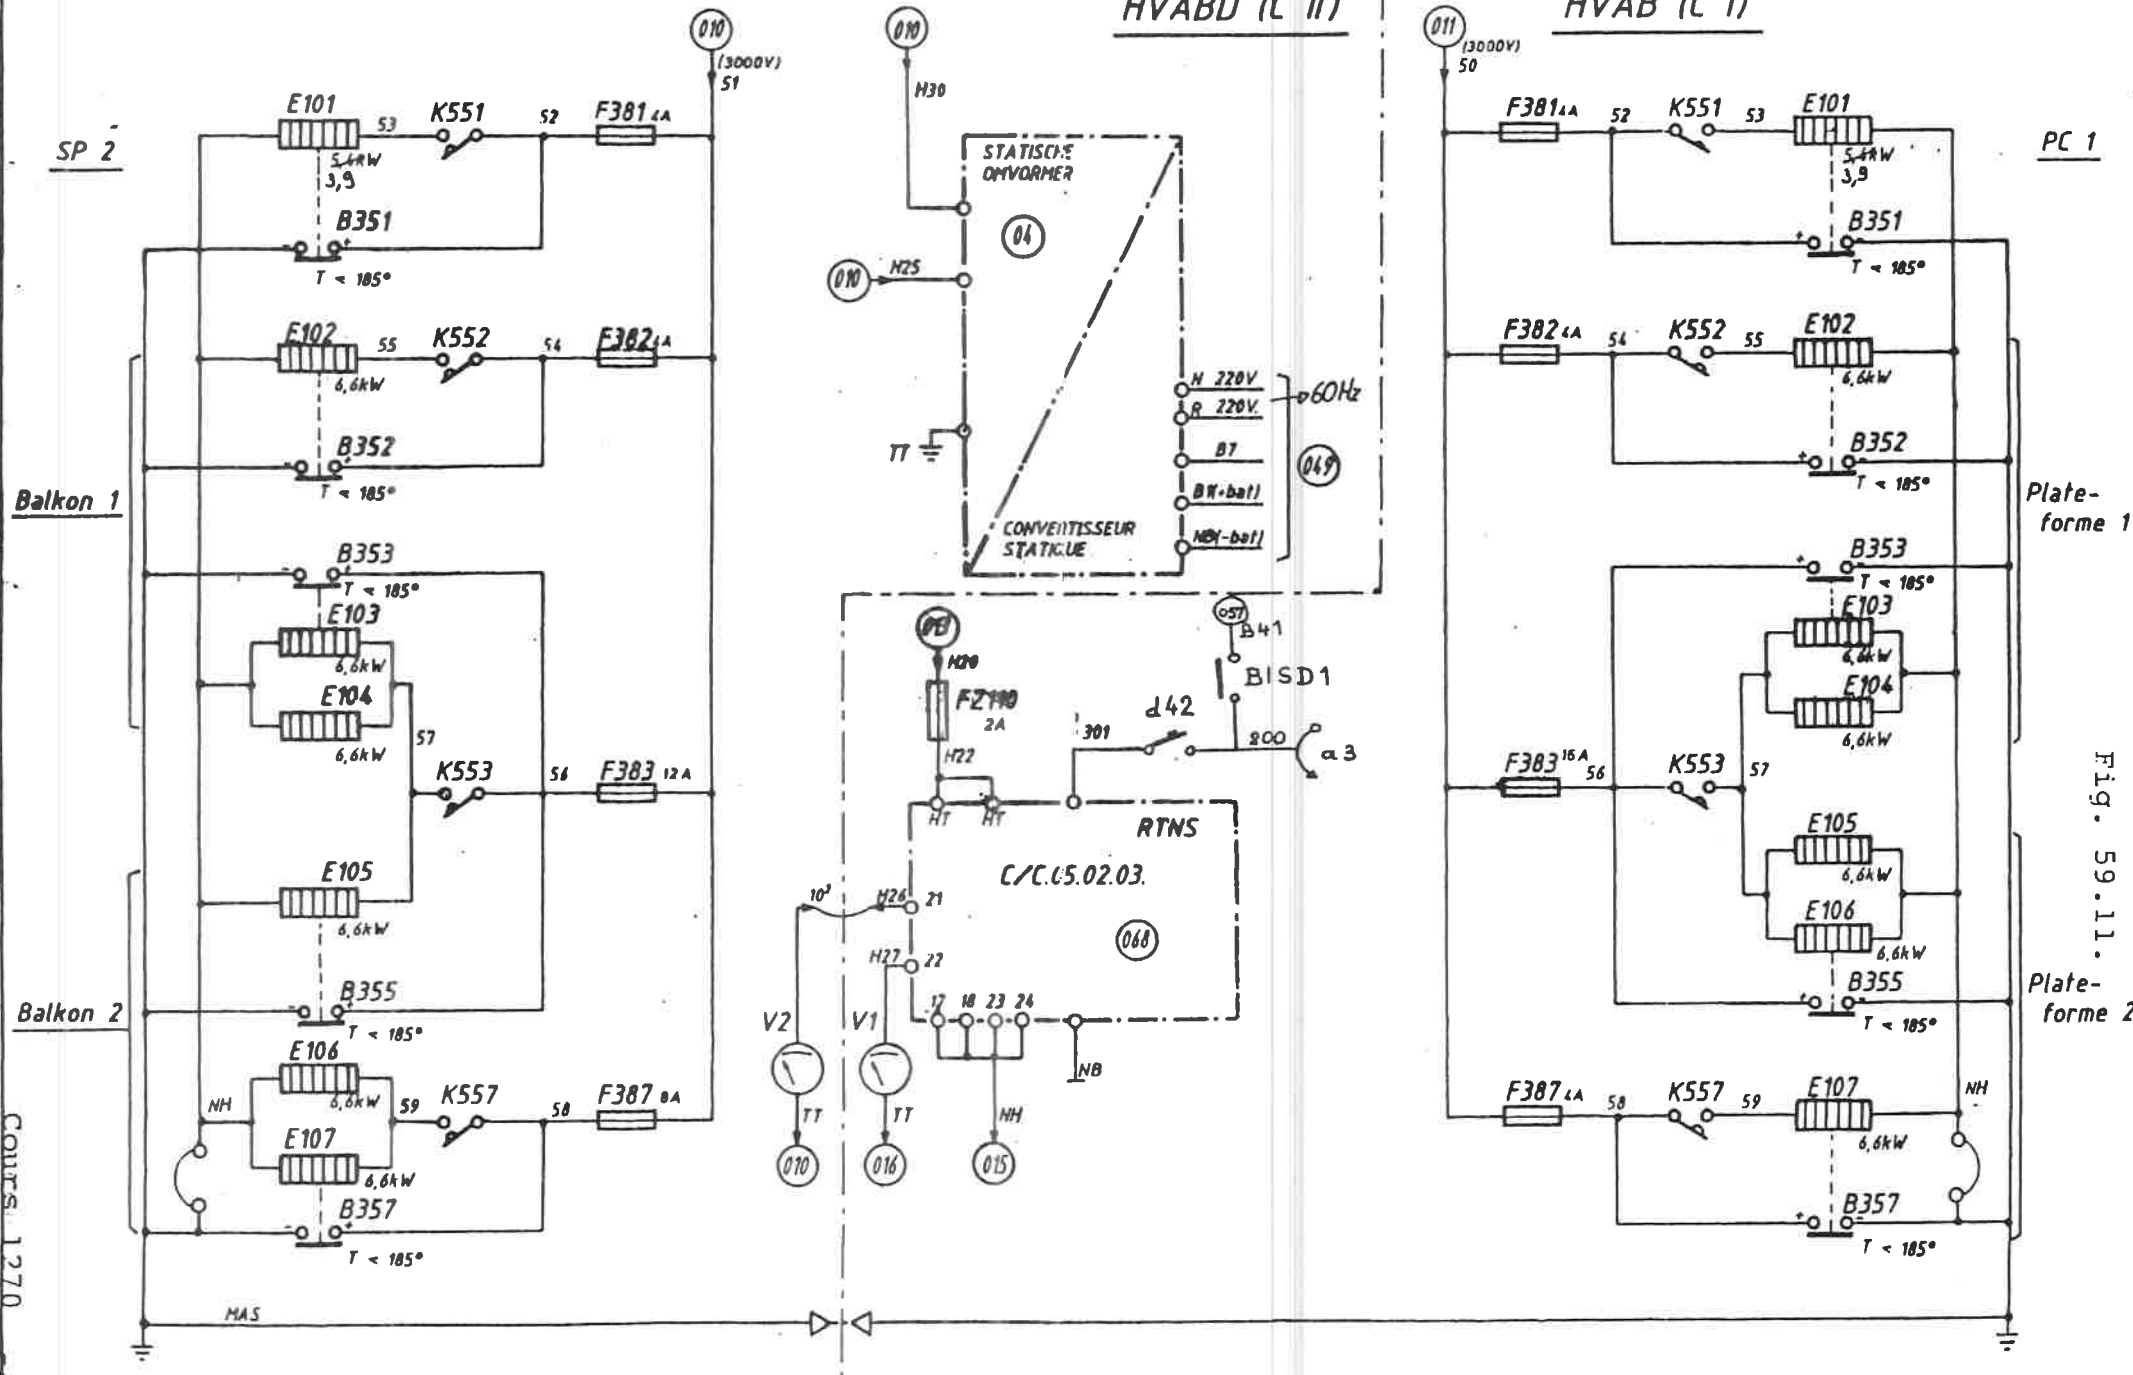 HVABD (C II)
HVAB (C I)
010
(3000V)
51
010
H30
011
(3000V)
50
SP 2
E101
53
K551
52
F381 4A
5,4kW
3,9
B351
- +
T < 185°
E102
55
K552
54
F382 4A
6,6kW
B352
- +
T < 185°
Balkon 1
B353
- +
T < 185°
E103
6,6kW
E104
6,6kW
57
K553
56
F383 12A
E105
6,6kW
B355
- +
T < 185°
Balkon 2
E106
6,6kW
NH
59
K557
58
F387 8A
E107
6,6kW
B357
- +
T < 185°
MAS
STATISCHE
OMVORMER
04
010
H25
TT
CONVERTISSEUR
STATIQUE
H 220V
R 220V
60Hz
B7
049
B1(+bat)
NB(-bat)
H20
FZ110
2A
H22
HT
HT
057
B41
BISD1
d42
301
200
a3
RTNS
C/C.05.02.03.
068
10³
H26
21
H27
22
17
18
23
24
V2
V1
TT
TT
NH
NB
010
016
015
PC 1
F381 4A
52
K551
53
E101
5,4kW
3,9
B351
+ -
T < 185°
F382 4A
54
K552
55
E102
6,6kW
B352
+ -
T < 185°
Plate-
forme 1
B353
+ -
T < 185°
E103
6,6kW
E104
6,6kW
F383 16A
56
K553
57
E105
6,6kW
E106
6,6kW
B355
+ -
T < 185°
Plate-
forme 2
F387 4A
58
K557
59
E107
6,6kW
NH
B357
+ -
T < 185°
Fig. 59.11.
Cours 1270